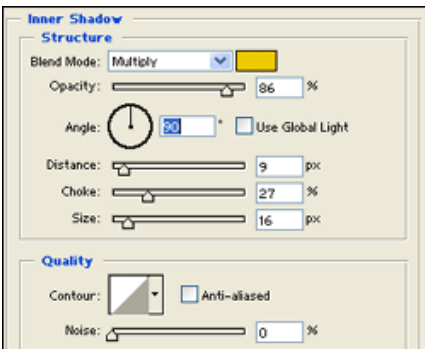 Inner Shadow
Structure
Blend Mode: Multiply
Opacity: 86 %
Angle: 90 ° Use Global Light
Distance: 9 px
Choke: 27 %
Size: 16 px
Quality
Contour: Anti-aliased
Noise: 0 %